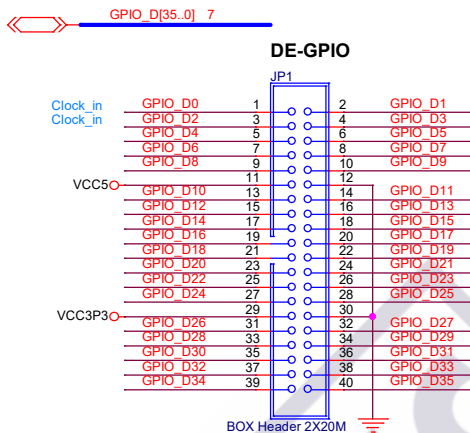 GPIO_D[35..0] 7
DE-GPIO
JP1
Clock_in GPIO_D0 1 2 GPIO_D1
Clock_in GPIO_D2 3 4 GPIO_D3
GPIO_D4 5 6 GPIO_D5
GPIO_D6 7 8 GPIO_D7
GPIO_D8 9 10 GPIO_D9
VCC5 11 12
GPIO_D10 13 14 GPIO_D11
GPIO_D12 15 16 GPIO_D13
GPIO_D14 17 18 GPIO_D15
GPIO_D16 19 20 GPIO_D17
GPIO_D18 21 22 GPIO_D19
GPIO_D20 23 24 GPIO_D21
GPIO_D22 25 26 GPIO_D23
GPIO_D24 27 28 GPIO_D25
VCC3P3 29 30
GPIO_D26 31 32 GPIO_D27
GPIO_D28 33 34 GPIO_D29
GPIO_D30 35 36 GPIO_D31
GPIO_D32 37 38 GPIO_D33
GPIO_D34 39 40 GPIO_D35
BOX Header 2X20M